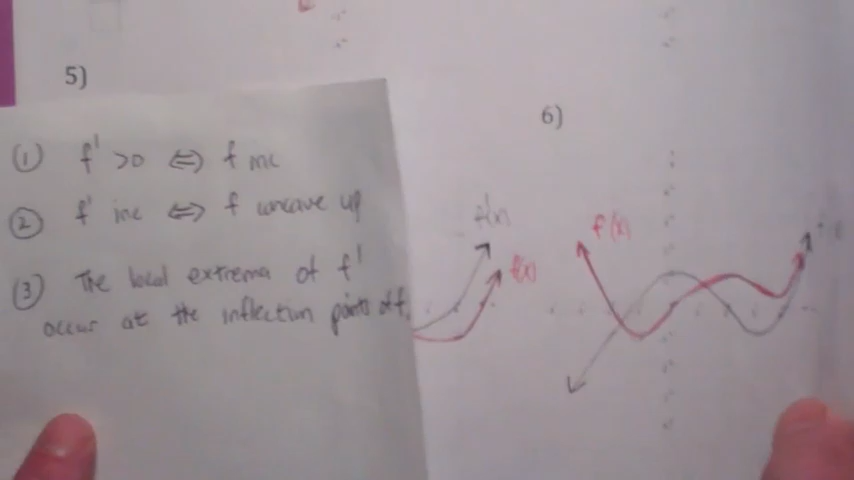 5)
① f' >0 ⇔ f inc
② f' inc ⇔ f concave up
③ The local extrema of f'
occur at the inflection points of f.
f'(x)
f(x)
6)
f(x)